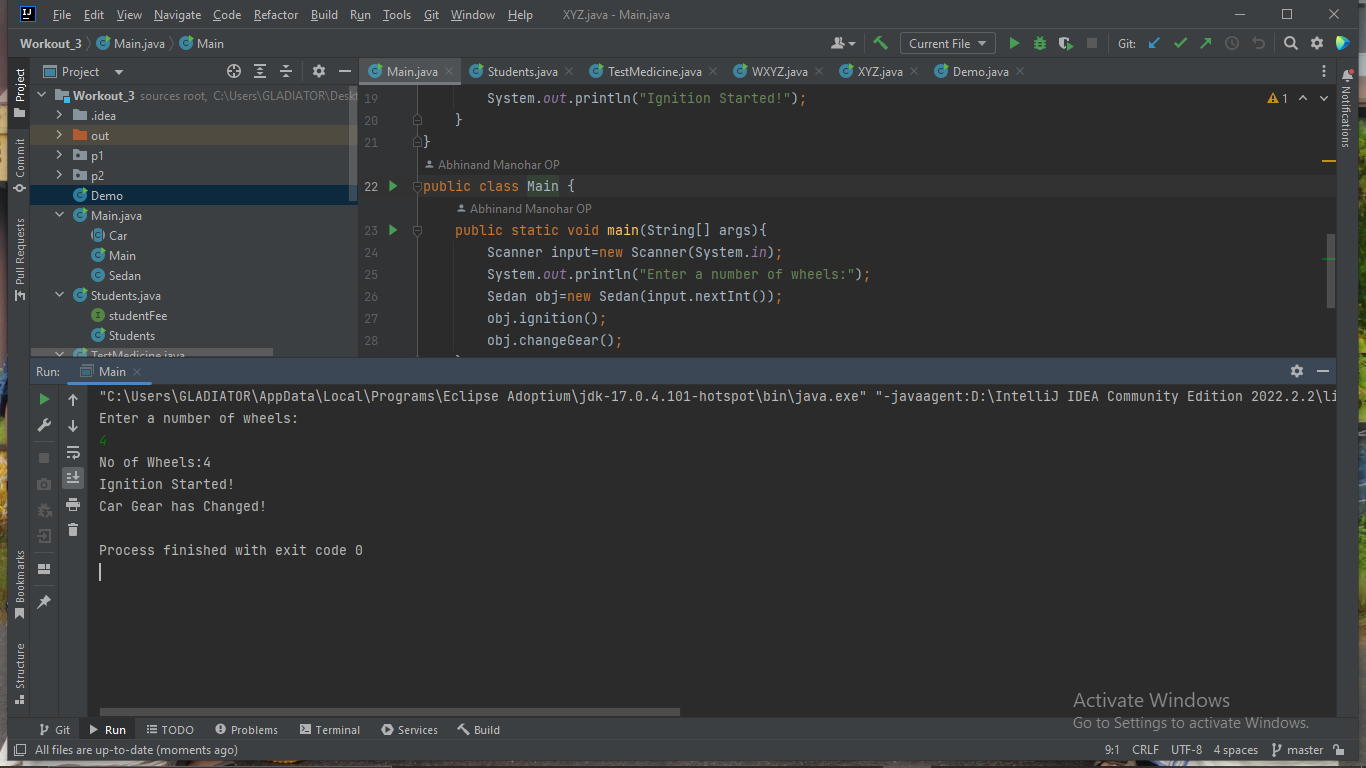 File Edit View Navigate Code Refactor Build Run Tools Git Window Help XYZ.java - Main.java
Workout_3 Main.java Main Current File Git:
Project Main.java Students.java TestMedicine.java WXYZ.java XYZ.java Demo.java
Project
Commit
Pull Requests
Bookmarks
Structure
Notifications
Workout_3 sources root, C:\Users\GLADIATOR\Deskt
.idea
out
p1
p2
Demo
Main.java
Car
Main
Sedan
Students.java
studentFee
Students
TestMedicine.java
1
19 System.out.println("Ignition Started!");
20 }
21 }
Abhinand Manohar OP
22 public class Main {
Abhinand Manohar OP
23 public static void main(String[] args){
24 Scanner input=new Scanner(System.in);
25 System.out.println("Enter a number of wheels:");
26 Sedan obj=new Sedan(input.nextInt());
27 obj.ignition();
28 obj.changeGear();
Run: Main
"C:\Users\GLADIATOR\AppData\Local\Programs\Eclipse Adoptium\jdk-17.0.4.101-hotspot\bin\java.exe" "-javaagent:D:\IntelliJ IDEA Community Edition 2022.2.2\li
Enter a number of wheels:
4
No of Wheels:4
Ignition Started!
Car Gear has Changed!
Process finished with exit code 0
Activate Windows
Go to Settings to activate Windows.
Git Run TODO Problems Terminal Services Build
All files are up-to-date (moments ago) 9:1 CRLF UTF-8 4 spaces master